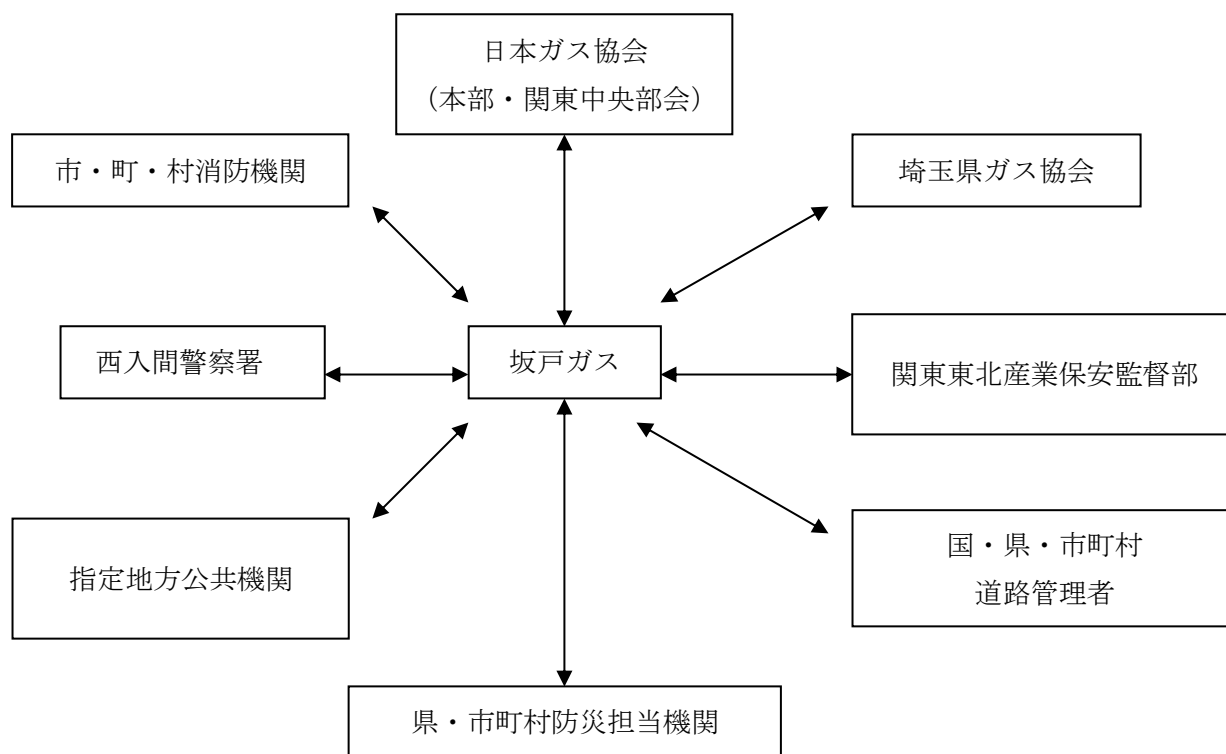 日本ガス協会
（本部・関東中央部会）
市・町・村消防機関
埼玉県ガス協会
西入間警察署
坂戸ガス
関東東北産業保安監督部
指定地方公共機関
国・県・市町村
道路管理者
県・市町村防災担当機関